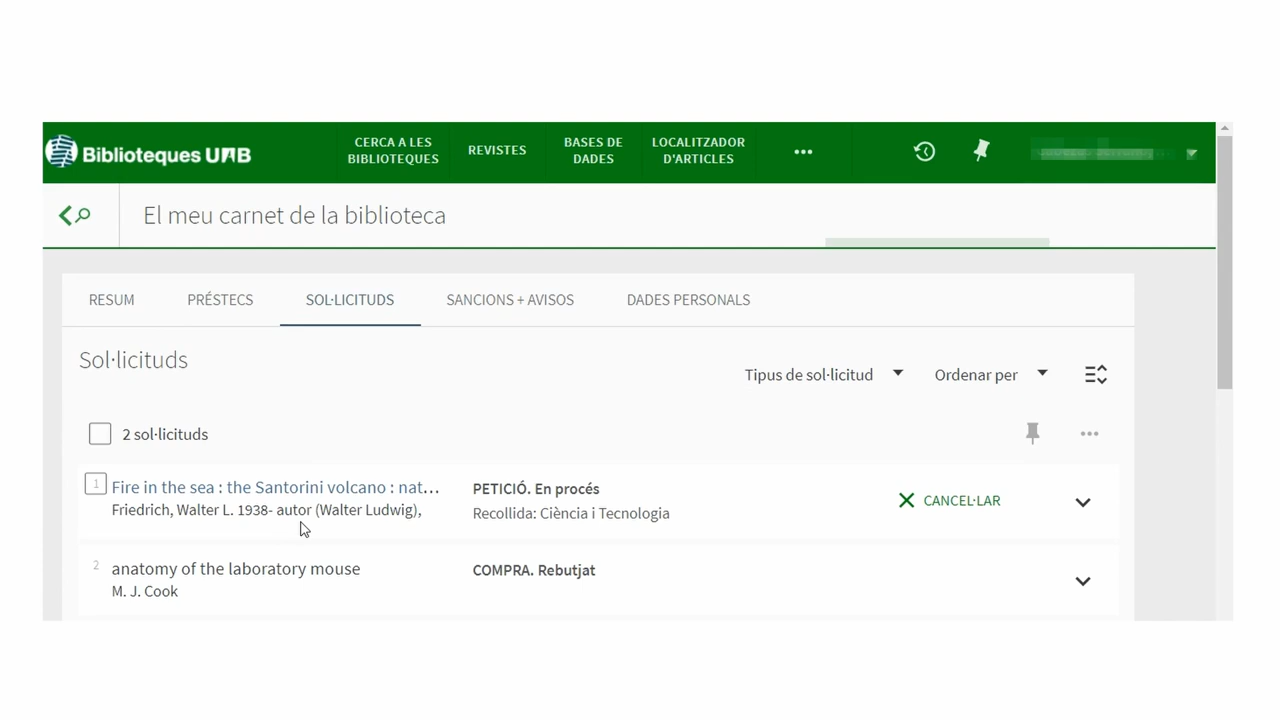 Biblioteques UAB
CERCA A LES
BIBLIOTEQUES
REVISTES
BASES DE
DADES
LOCALITZADOR
D'ARTICLES
El meu carnet de la biblioteca
RESUM
PRÉSTECS
SOL·LICITUDS
SANCIONS + AVISOS
DADES PERSONALS
Sol·licituds
Tipus de sol·licitud
Ordenar per
2 sol·licituds
1
Fire in the sea : the Santorini volcano : nat...
Friedrich, Walter L. 1938- autor (Walter Ludwig),
PETICIÓ. En procés
Recollida: Ciència i Tecnologia
CANCEL·LAR
2
anatomy of the laboratory mouse
M. J. Cook
COMPRA. Rebutjat